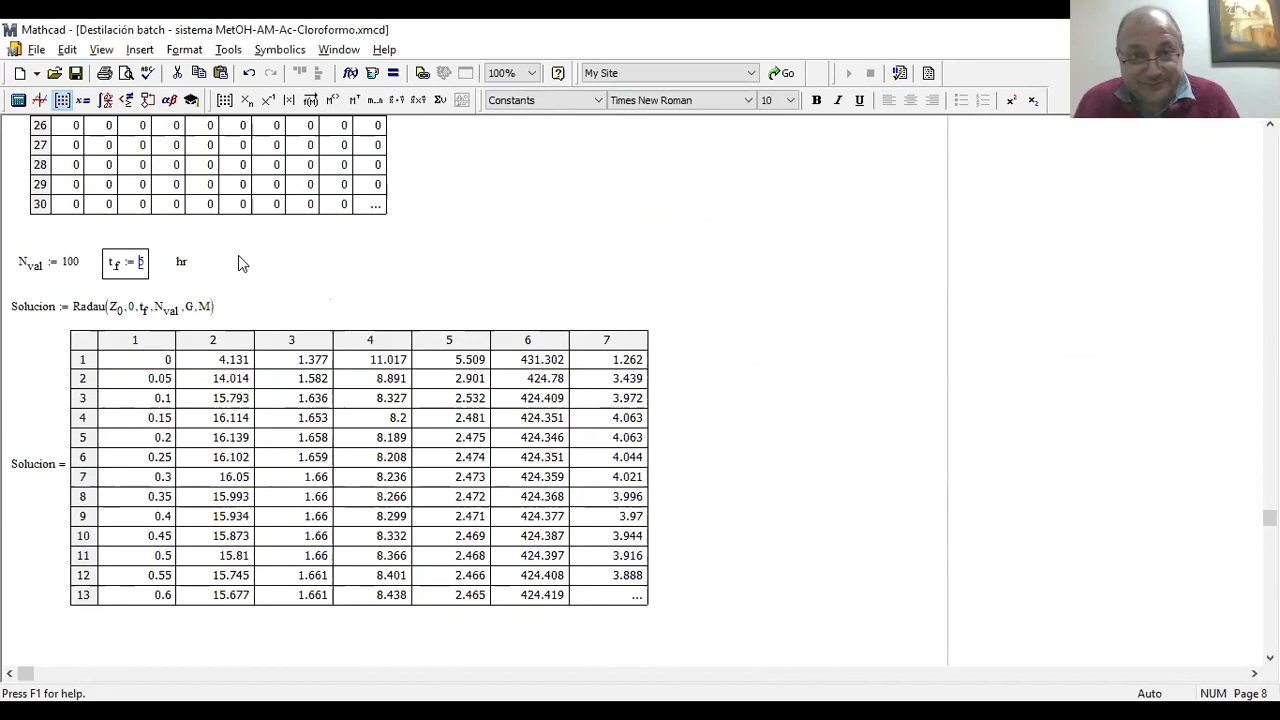 Mathcad - [Destilación batch - sistema MetOH-AM-Ac-Cloroformo.xmcd]
File Edit View Insert Format Tools Symbolics Window Help
100% My Site Go
Constants Times New Roman 10 B I U
26 0 0 0 0 0 0 0 0 0 0
27 0 0 0 0 0 0 0 0 0 0
28 0 0 0 0 0 0 0 0 0 0
29 0 0 0 0 0 0 0 0 0 0
30 0 0 0 0 0 0 0 0 0 ...
Nval := 100 tf := 5 hr
Solucion := Radau(Z0,0,tf,Nval,G,M)
1 2 3 4 5 6 7
1 0 4.131 1.377 11.017 5.509 431.302 1.262
2 0.05 14.014 1.582 8.891 2.901 424.78 3.439
3 0.1 15.793 1.636 8.327 2.532 424.409 3.972
4 0.15 16.114 1.653 8.2 2.481 424.351 4.063
5 0.2 16.139 1.658 8.189 2.475 424.346 4.063
6 0.25 16.102 1.659 8.208 2.474 424.351 4.044
7 0.3 16.05 1.66 8.236 2.473 424.359 4.021
8 0.35 15.993 1.66 8.266 2.472 424.368 3.996
Solucion =
9 0.4 15.934 1.66 8.299 2.471 424.377 3.97
10 0.45 15.873 1.66 8.332 2.469 424.387 3.944
11 0.5 15.81 1.66 8.366 2.468 424.397 3.916
12 0.55 15.745 1.661 8.401 2.466 424.408 3.888
13 0.6 15.677 1.661 8.438 2.465 424.419 ...
Press F1 for help. Auto NUM Page 8